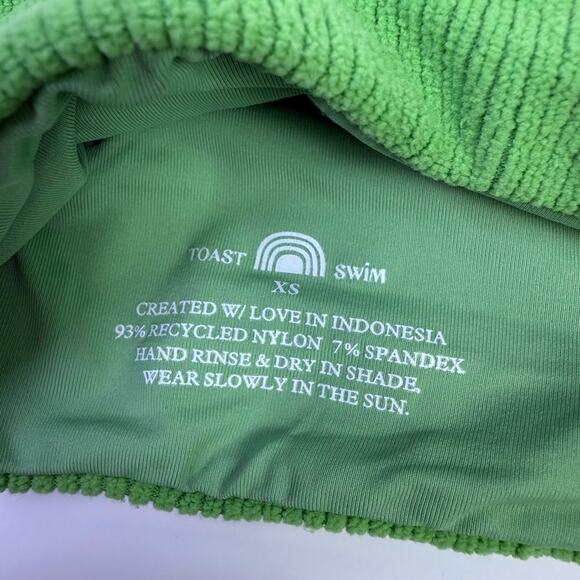 TOAST SWiM
XS
CREATED W/ LOVE IN INDONESIA
93% RECYCLED NYLON 7% SPANDEX
HAND RINSE & DRY IN SHADE,
WEAR SLOWLY IN THE SUN.